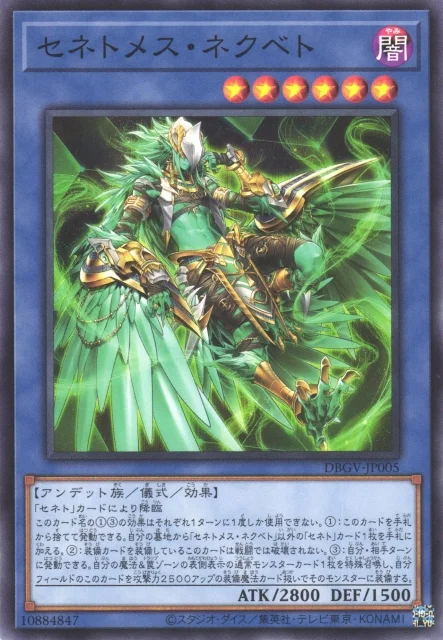 セネトメス・ネクベト
闇
DBGV-JP005
【アンデット族／儀式／効果】
「セネト」カードにより降臨
このカード名の①③の効果はそれぞれ1ターンに1度しか使用できない。①：このカードを手札
から捨てて発動できる。自分の墓地から「セネトメス・ネクベト」以外の「セネト」カード1枚を手札に
加える。②：装備カードを装備しているこのカードは戦闘では破壊されない。③：自分・相手ターン
に発動できる。自分の魔法＆罠ゾーンの表側表示の通常モンスターカード1枚を特殊召喚し、自分
フィールドのこのカードを攻撃力2500アップの装備魔法カード扱いでそのモンスターに装備する。
ATK/2800 DEF/1500
10884847
©スタジオ・ダイス／集英社・テレビ東京・KONAMI